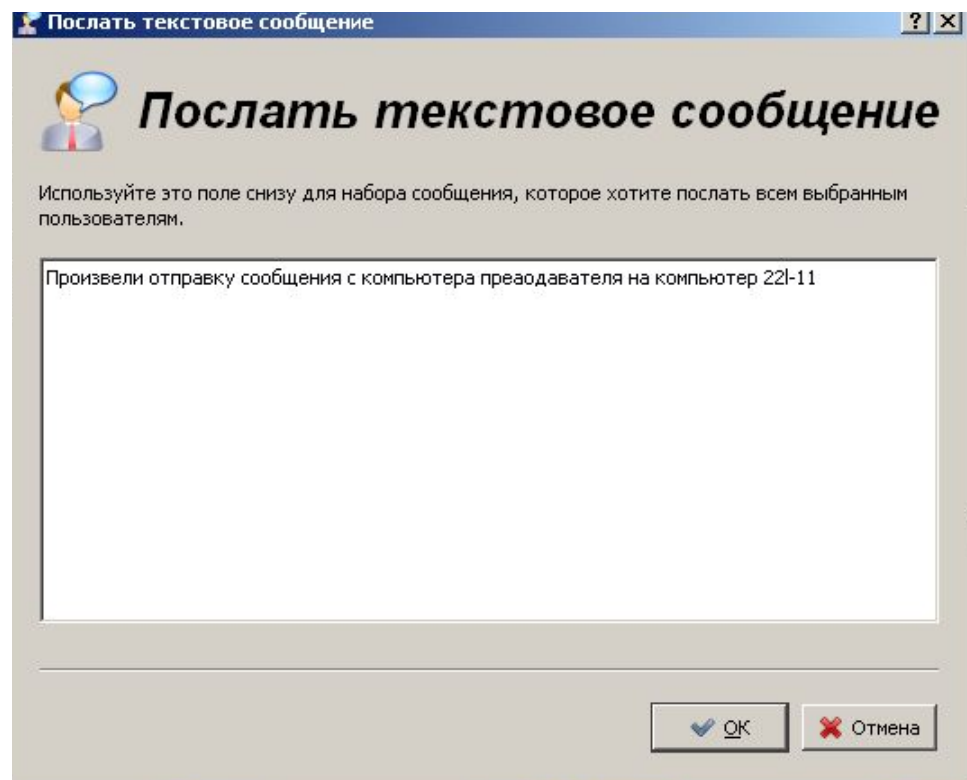 Послать текстовое сообщение
Послать текстовое сообщение
Используйте это поле снизу для набора сообщения, которое хотите послать всем выбранным
пользователям.
Произвели отправку сообщения с компьютера преаодавателя на компьютер 22l-11
OK
Отмена